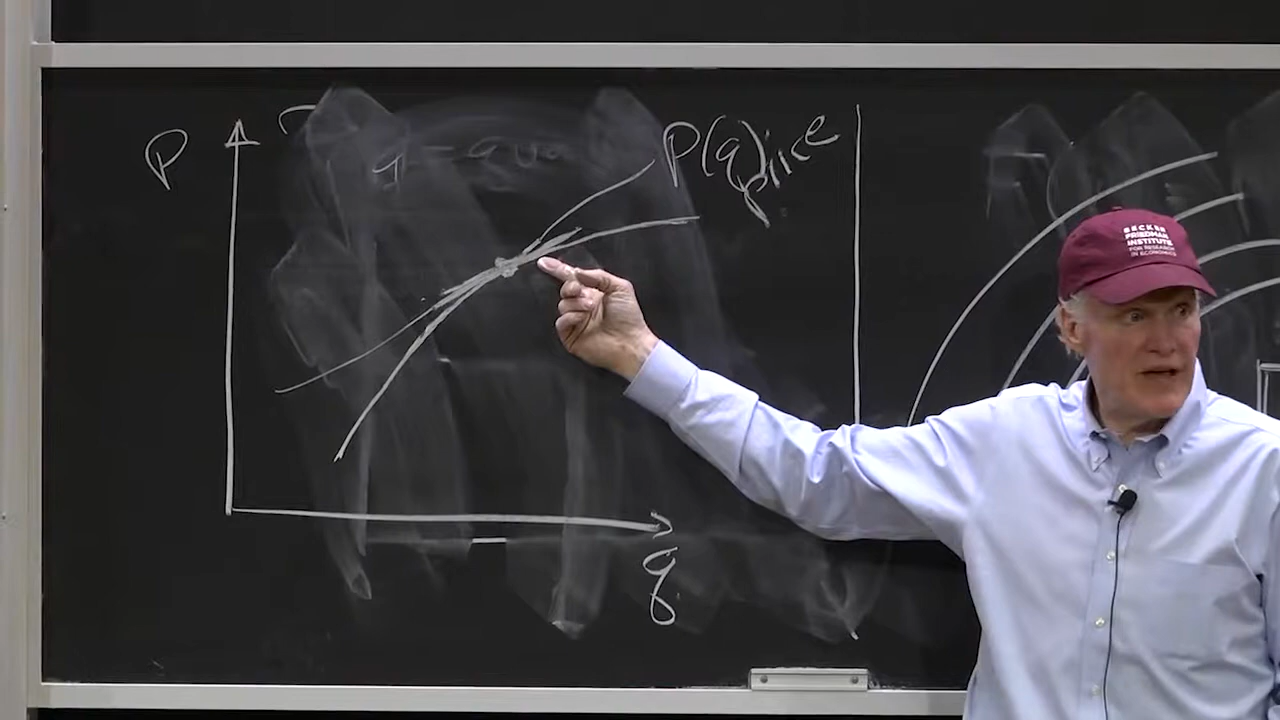 P
P(q) price
q
BECKER
FRIEDMAN
INSTITUTE
FOR RESEARCH
IN ECONOMICS